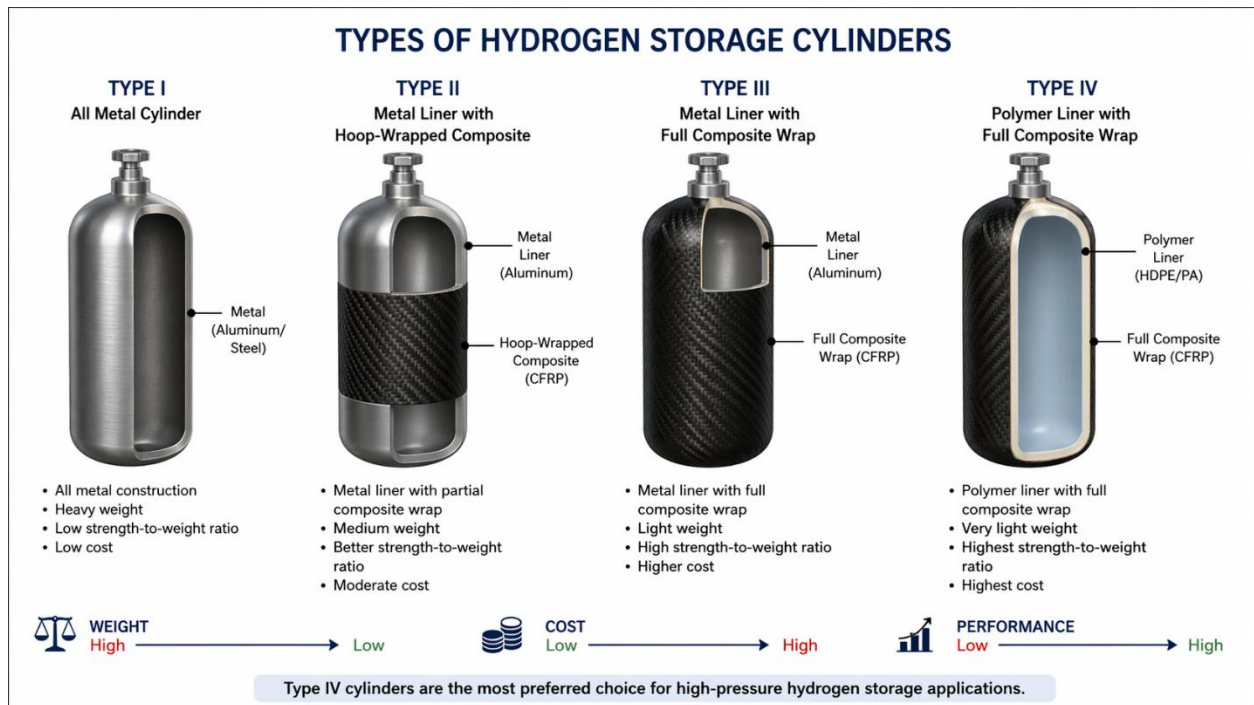 TYPES OF HYDROGEN STORAGE CYLINDERS
TYPE I
All Metal Cylinder
Metal
(Aluminum/
Steel)
• All metal construction
• Heavy weight
• Low strength-to-weight ratio
• Low cost
TYPE II
Metal Liner with
Hoop-Wrapped Composite
Metal
Liner
(Aluminum)
Hoop-Wrapped
Composite
(CFRP)
• Metal liner with partial
composite wrap
• Medium weight
• Better strength-to-weight
ratio
• Moderate cost
TYPE III
Metal Liner with
Full Composite Wrap
Metal
Liner
(Aluminum)
Full Composite
Wrap (CFRP)
• Metal liner with full
composite wrap
• Light weight
• High strength-to-weight ratio
• Higher cost
TYPE IV
Polymer Liner with
Full Composite Wrap
Polymer
Liner
(HDPE/PA)
Full Composite
Wrap (CFRP)
• Polymer liner with full
composite wrap
• Very light weight
• Highest strength-to-weight
ratio
• Highest cost
WEIGHT
High Low
COST
Low High
PERFORMANCE
Low High
Type IV cylinders are the most preferred choice for high-pressure hydrogen storage applications.